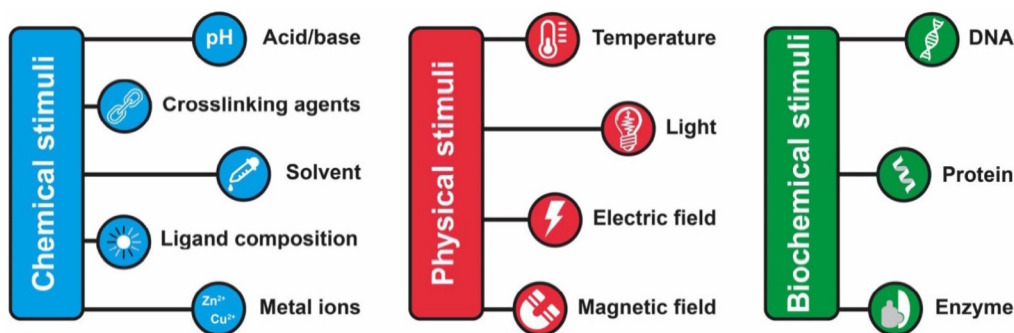 Chemical stimuli
pH
Acid/base
Crosslinking agents
Solvent
Ligand composition
Zn²⁺
Cu²⁺
Metal ions
Physical stimuli
Temperature
Light
Electric field
Magnetic field
Biochemical stimuli
DNA
Protein
Enzyme